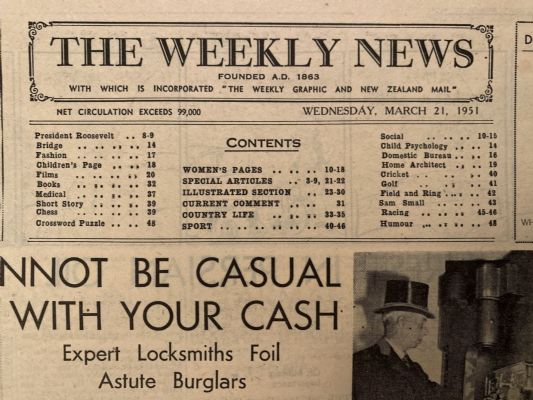 THE WEEKLY NEWS
FOUNDED A.D. 1863
WITH WHICH IS INCORPORATED "THE WEEKLY GRAPHIC AND NEW ZEALAND MAIL"
NET CIRCULATION EXCEEDS 99,000
WEDNESDAY, MARCH 21, 1951
President Roosevelt .. 8-9
Bridge .. 14
Fashion .. 17
Children's Page .. 18
Films .. 20
Books .. 32
Medical .. 37
Short Story .. 39
Chess .. 39
Crossword Puzzle .. 48
CONTENTS
WOMEN'S PAGES .. 10-18
SPECIAL ARTICLES .. 3-9, 21-22
ILLUSTRATED SECTION .. 23-30
CURRENT COMMENT .. 31
COUNTRY LIFE .. 33-35
SPORT .. 40-46
Social .. 10-15
Child Psychology .. 14
Domestic Bureau .. 16
Home Architect .. 19
Cricket .. 40
Golf .. 41
Field and Ring .. 42
Sam Small .. 43
Racing .. 45-46
Humour .. 48
D
WH
NNOT BE CASUAL
WITH YOUR CASH
Expert Locksmiths Foil
Astute Burglars